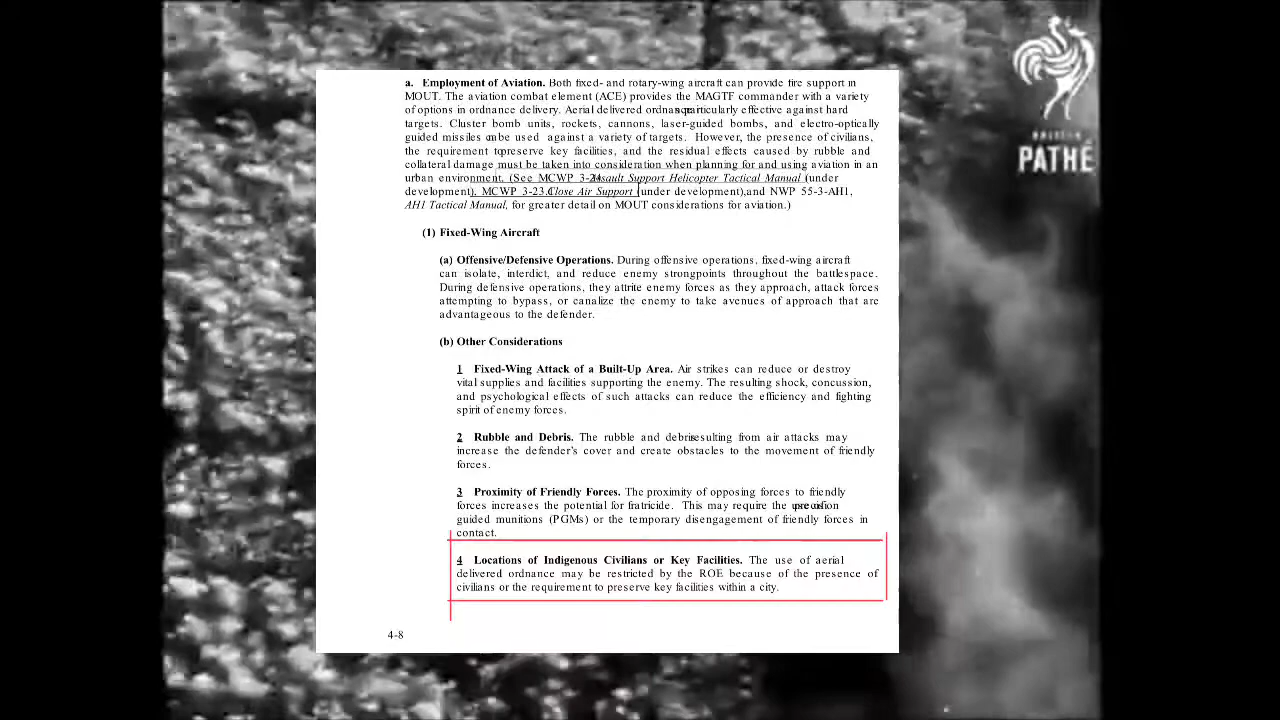 a. Employment of Aviation. Both fixed- and rotary-wing aircraft can provide fire support in
MOUT. The aviation combat element (ACE) provides the MAGTF commander with a variety
of options in ordnance delivery. Aerial delivered ordnance particularly effective against hard
targets. Cluster bomb units, rockets, cannons, laser-guided bombs, and electro-optically
guided missiles can be used against a variety of targets. However, the presence of civilians,
the requirement to preserve key facilities, and the residual effects caused by rubble and
collateral damage must be taken into consideration when planning for and using aviation in an
urban environment. (See MCWP 3-24, Assault Support Helicopter Tactical Manual (under
development), MCWP 3-23.1, Close Air Support (under development), and NWP 55-3-AH1,
AH1 Tactical Manual, for greater detail on MOUT considerations for aviation.)
(1) Fixed-Wing Aircraft
(a) Offensive/Defensive Operations. During offensive operations, fixed-wing aircraft
can isolate, interdict, and reduce enemy strongpoints throughout the battlespace.
During defensive operations, they attrite enemy forces as they approach, attack forces
attempting to bypass, or canalize the enemy to take avenues of approach that are
advantageous to the defender.
(b) Other Considerations
1 Fixed-Wing Attack of a Built-Up Area. Air strikes can reduce or destroy
vital supplies and facilities supporting the enemy. The resulting shock, concussion,
and psychological effects of such attacks can reduce the efficiency and fighting
spirit of enemy forces.
2 Rubble and Debris. The rubble and debris resulting from air attacks may
increase the defender's cover and create obstacles to the movement of friendly
forces.
3 Proximity of Friendly Forces. The proximity of opposing forces to friendly
forces increases the potential for fratricide. This may require the use of precision
guided munitions (PGMs) or the temporary disengagement of friendly forces in
contact.
4 Locations of Indigenous Civilians or Key Facilities. The use of aerial
delivered ordnance may be restricted by the ROE because of the presence of
civilians or the requirement to preserve key facilities within a city.
4-8
BRITISH
PATHÉ